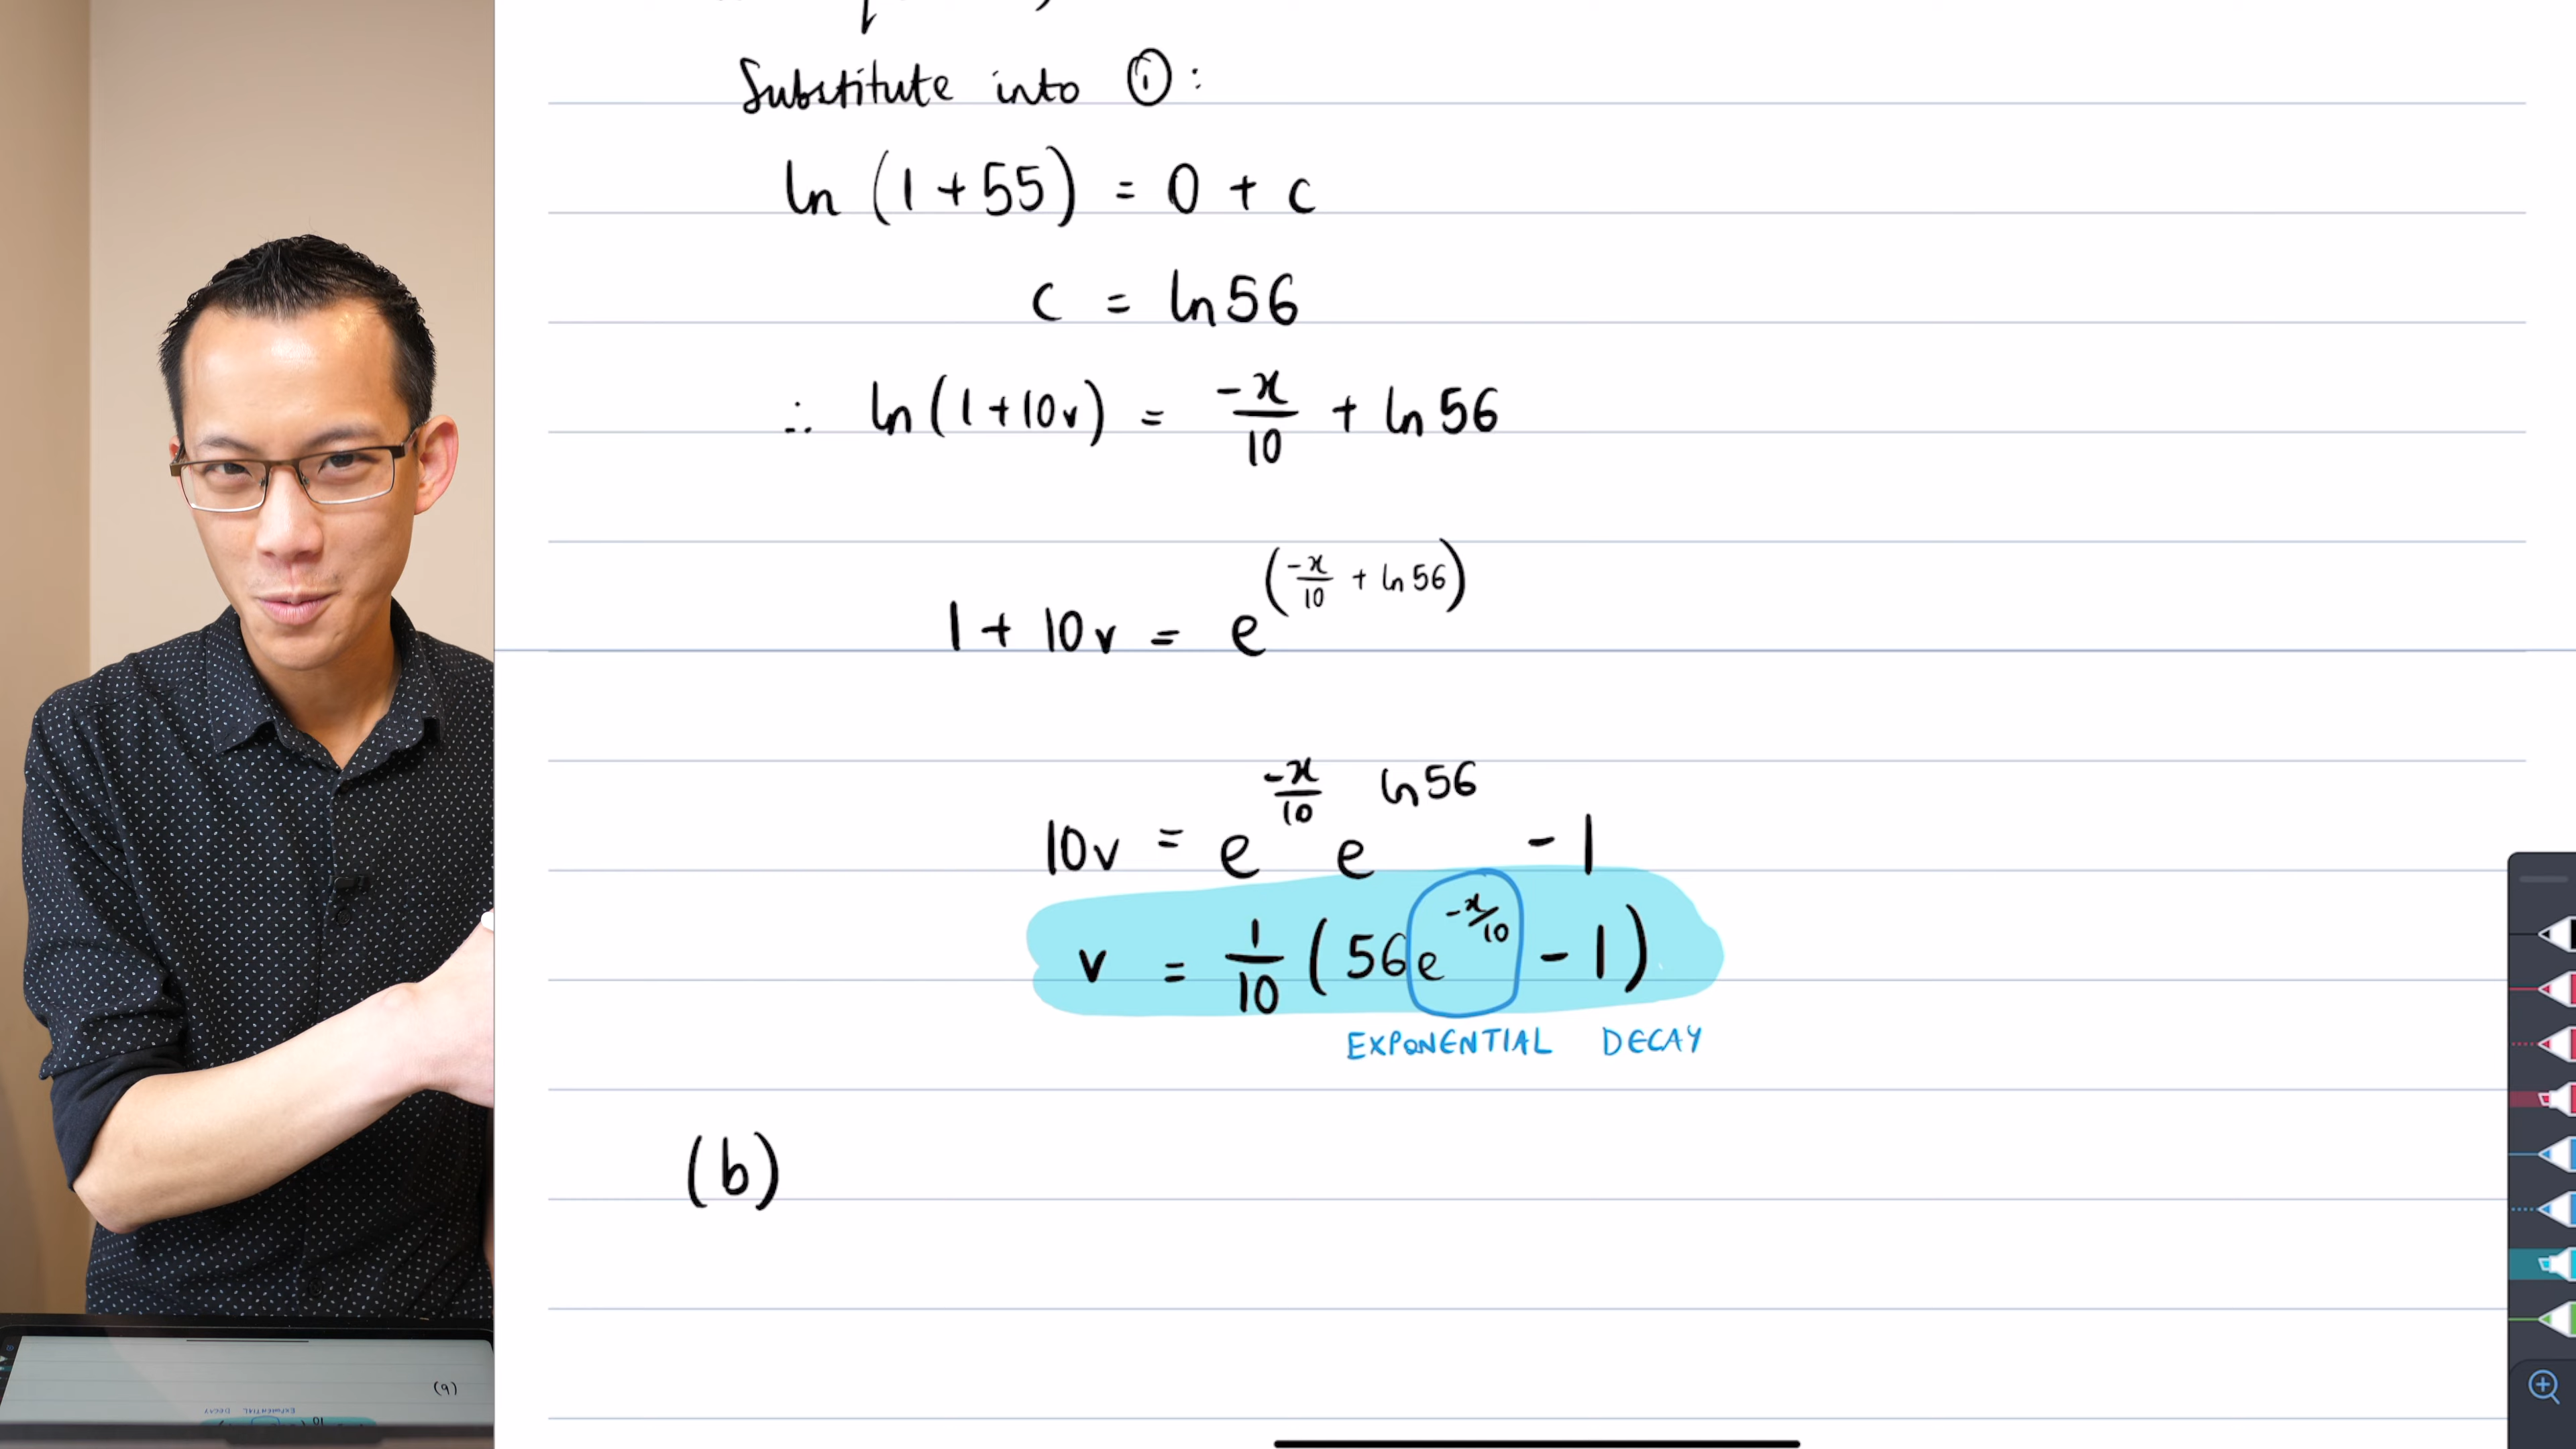 Substitute into ①:
ln (1+55) = 0 + c
c = ln 56
∴ ln (1+10v) = -x/10 + ln 56
1 + 10v = e^(-x/10 + ln 56)
10v = e^(-x/10) e^(ln 56) - 1
v = 1/10 (56e^(-x/10) - 1)
EXPONENTIAL DECAY
(b)